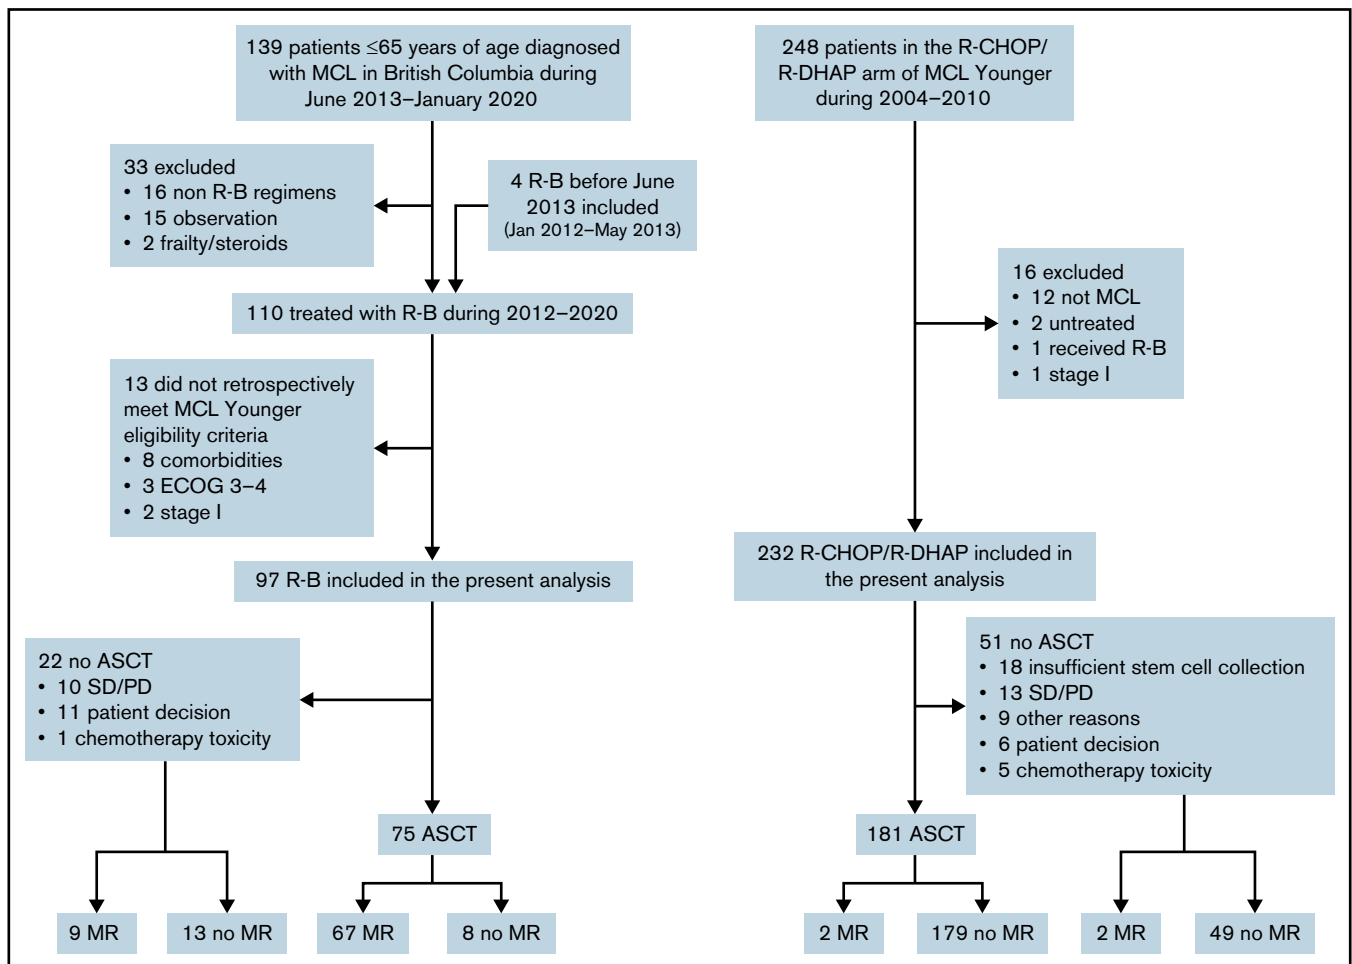 139 patients ≤65 years of age diagnosed
with MCL in British Columbia during
June 2013–January 2020
248 patients in the R-CHOP/
R-DHAP arm of MCL Younger
during 2004–2010
33 excluded
• 16 non R-B regimens
• 15 observation
• 2 frailty/steroids
4 R-B before June
2013 included
(Jan 2012–May 2013)
16 excluded
• 12 not MCL
• 2 untreated
• 1 received R-B
• 1 stage I
110 treated with R-B during 2012–2020
13 did not retrospectively
meet MCL Younger
eligibility criteria
• 8 comorbidities
• 3 ECOG 3–4
• 2 stage I
97 R-B included in the present analysis
232 R-CHOP/R-DHAP included in
the present analysis
22 no ASCT
• 10 SD/PD
• 11 patient decision
• 1 chemotherapy toxicity
51 no ASCT
• 18 insufficient stem cell collection
• 13 SD/PD
• 9 other reasons
• 6 patient decision
• 5 chemotherapy toxicity
75 ASCT
181 ASCT
9 MR
13 no MR
67 MR
8 no MR
2 MR
179 no MR
2 MR
49 no MR